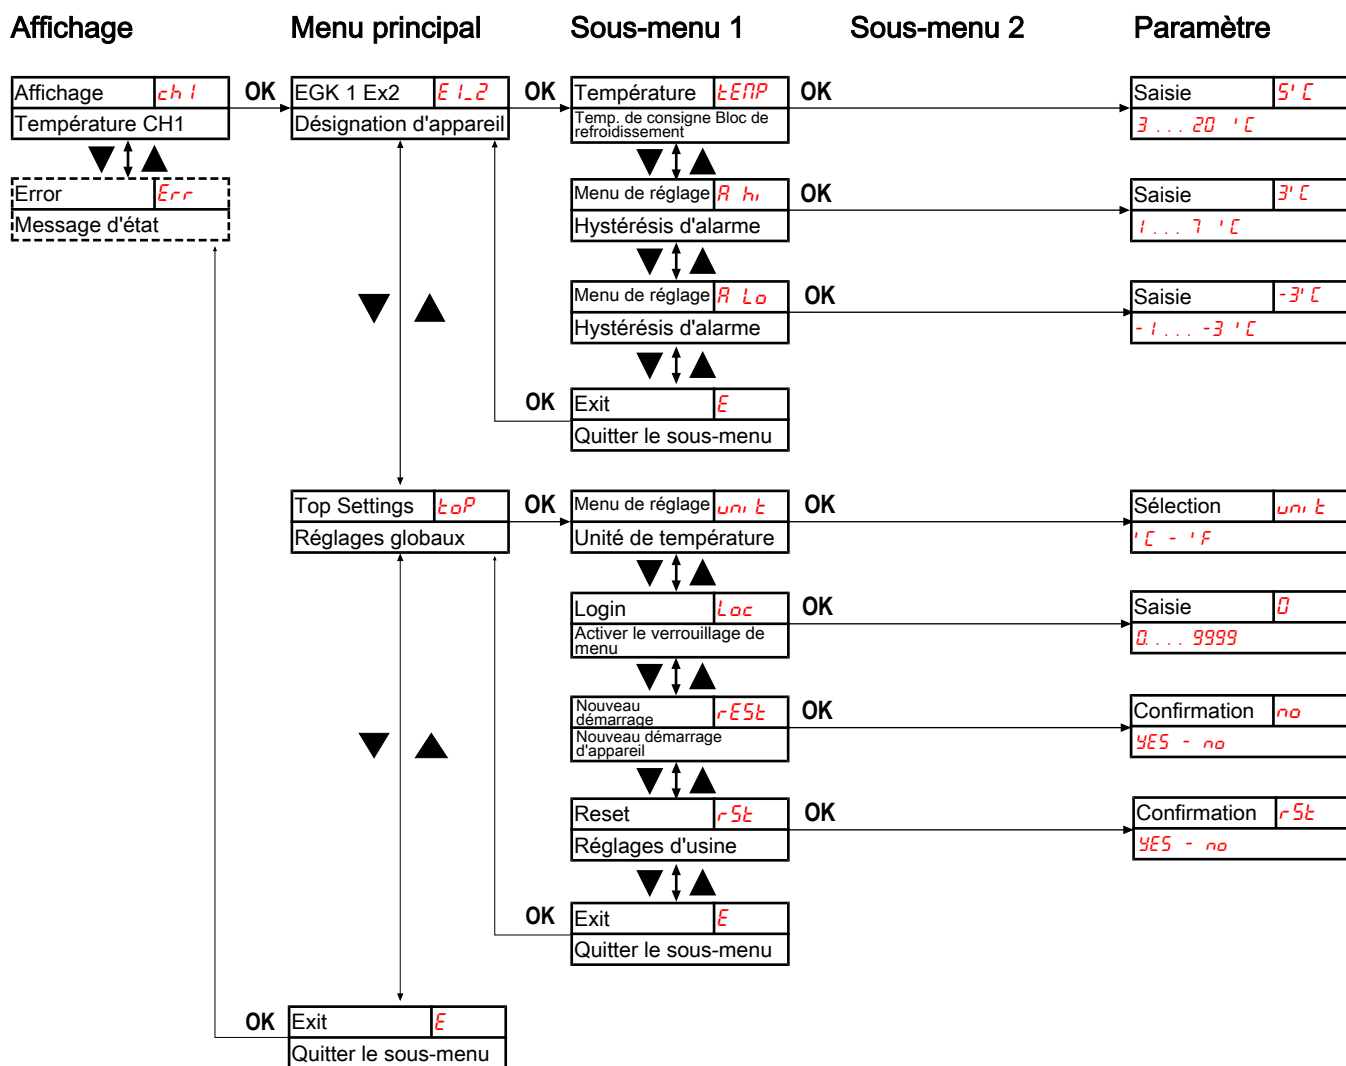 Affichage Menu principal Sous-menu 1 Sous-menu 2 Paramètre
Affichage ch1 OK EGK 1 Ex2 E1_2 OK Température tEMP OK Saisie 5°C
Température CH1 Désignation d'appareil Temp. de consigne Bloc de refroidissement 3 ... 20 °C
Error Err Menu de réglage A hi OK Saisie 3°C
Message d'état Hystérésis d'alarme 1 ... 7 °C
Menu de réglage A Lo OK Saisie -3°C
Hystérésis d'alarme -1 ... -3 °C
OK Exit E
Quitter le sous-menu
Top Settings toP OK Menu de réglage unit OK Sélection unit
Réglages globaux Unité de température °C - °F
Login Loc OK Saisie 0
Activer le verrouillage de menu 0. ... 9999
Nouveau démarrage rESt OK Confirmation no
Nouveau démarrage d'appareil YES - no
Reset rSt OK Confirmation rSt
Réglages d'usine YES - no
OK Exit E
Quitter le sous-menu
OK Exit E
Quitter le sous-menu